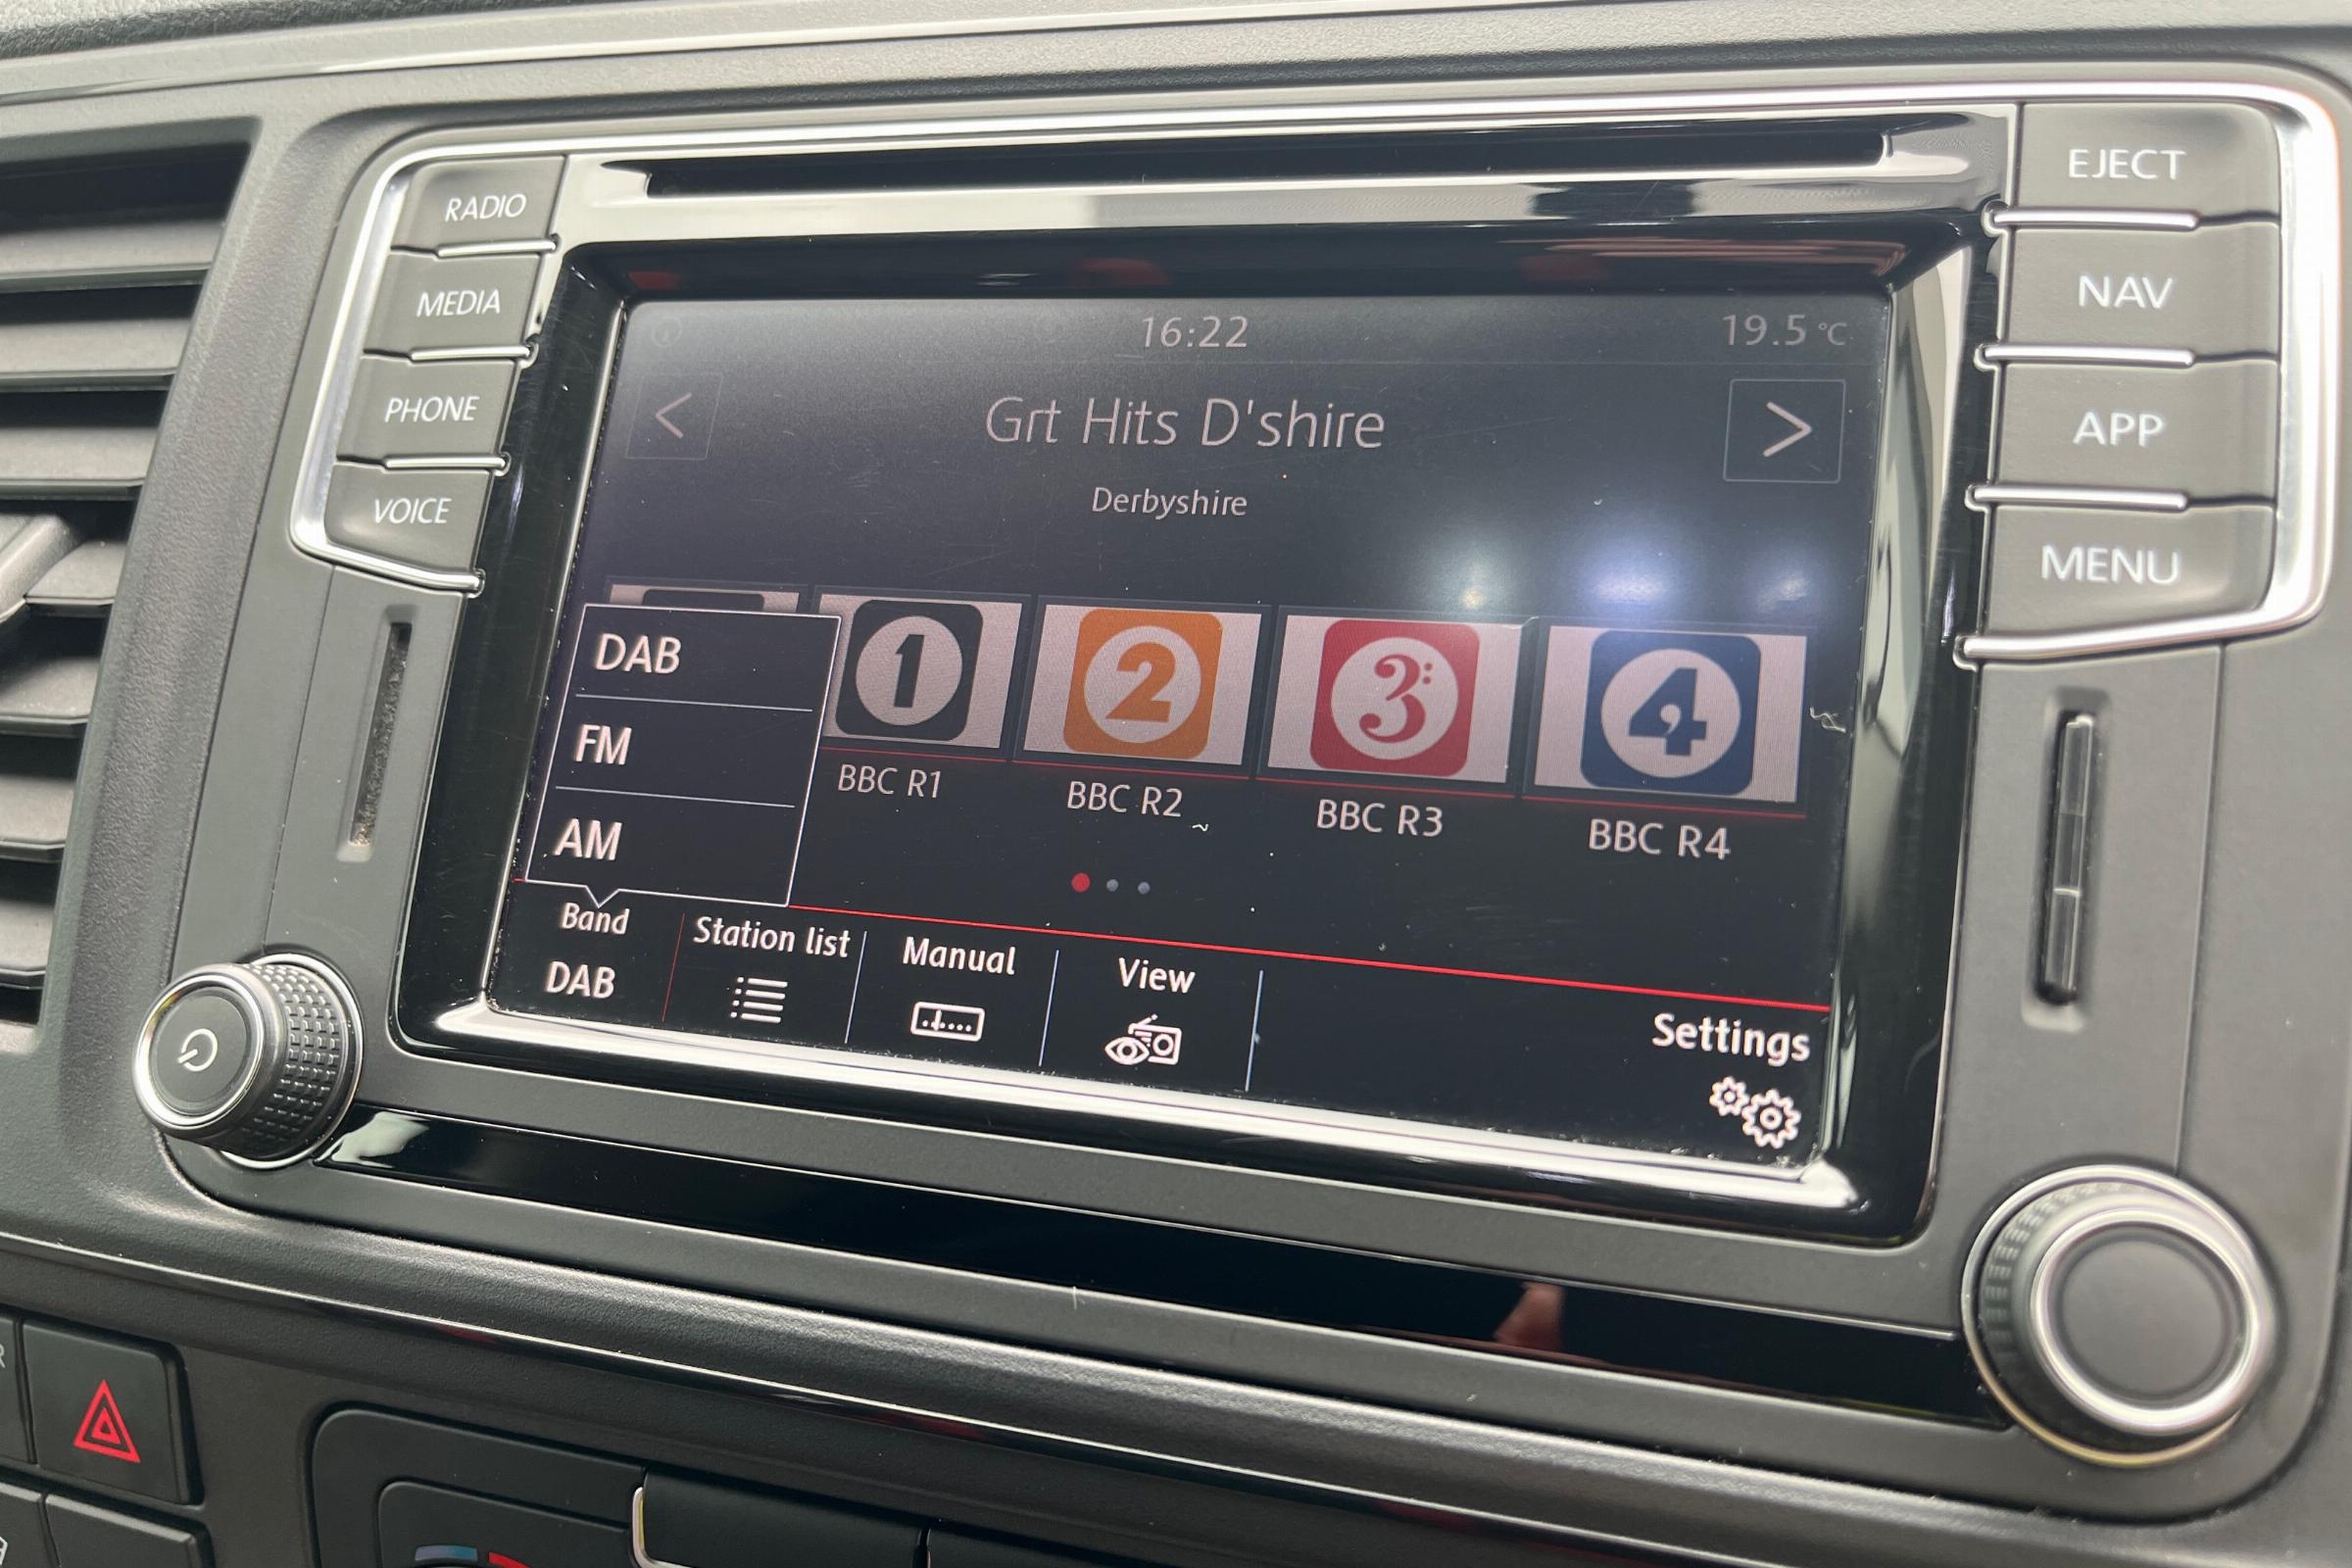 RADIO
MEDIA
PHONE
VOICE
EJECT
NAV
APP
MENU
16:22
19.5 °C
<
Grt Hits D'shire
>
Derbyshire
DAB
FM
AM
1
2
3
4
BBC R1
BBC R2
BBC R3
BBC R4
Band
DAB
Station list
Manual
View
Settings